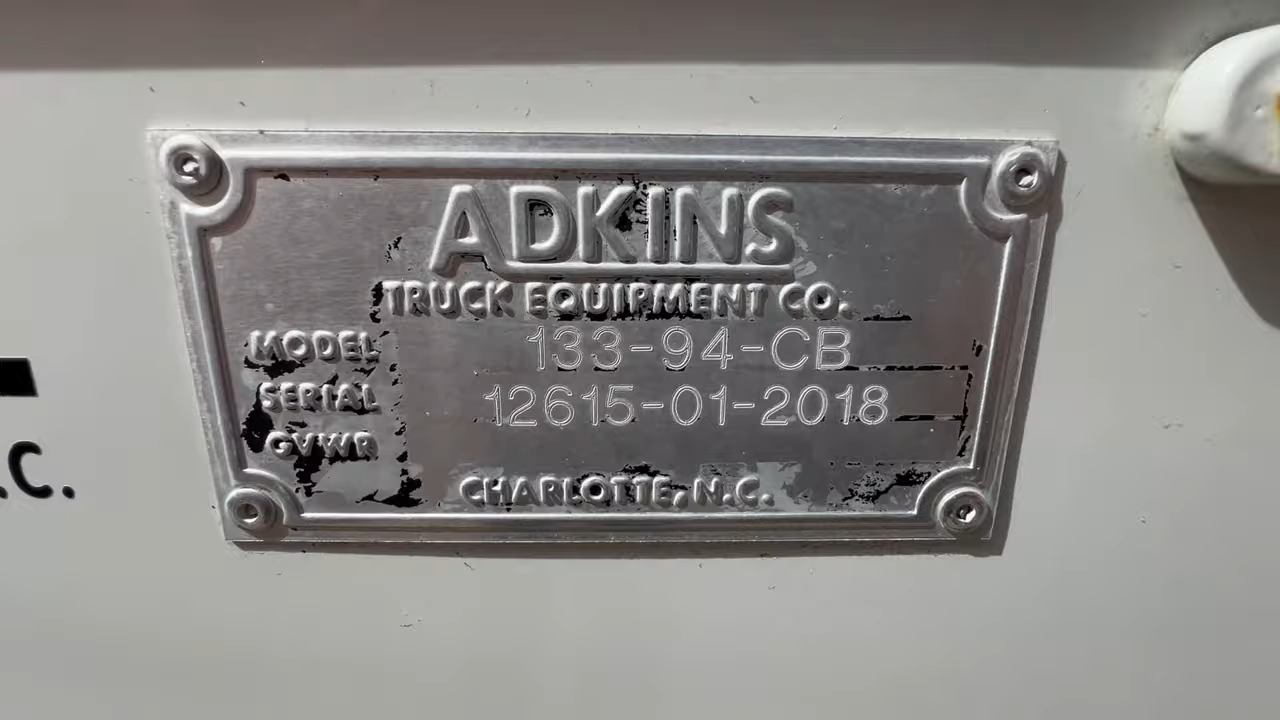 ADKINS
TRUCK EQUIPMENT CO.
MODEL 133-94-CB
SERIAL 12615-01-2018
GVWR
CHARLOTTE, N.C.
.C.